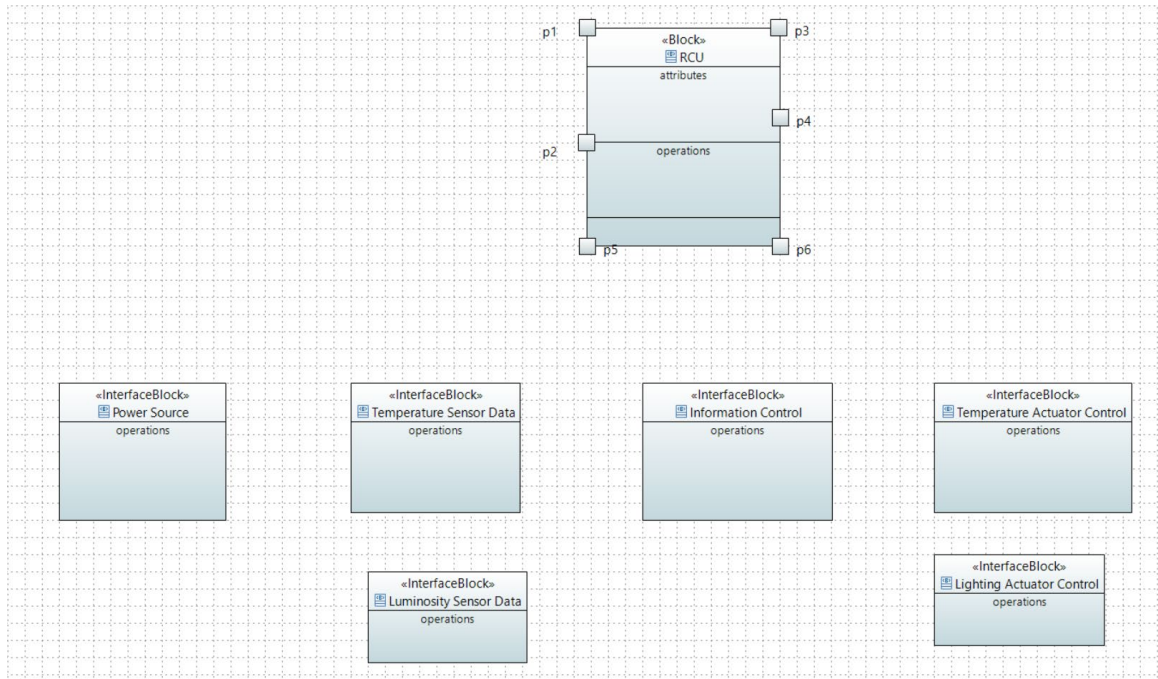 p1
p3
«Block»
RCU
attributes
p4
p2
operations
p5
p6
«InterfaceBlock»
Power Source
operations
«InterfaceBlock»
Temperature Sensor Data
operations
«InterfaceBlock»
Information Control
operations
«InterfaceBlock»
Temperature Actuator Control
operations
«InterfaceBlock»
Luminosity Sensor Data
operations
«InterfaceBlock»
Lighting Actuator Control
operations